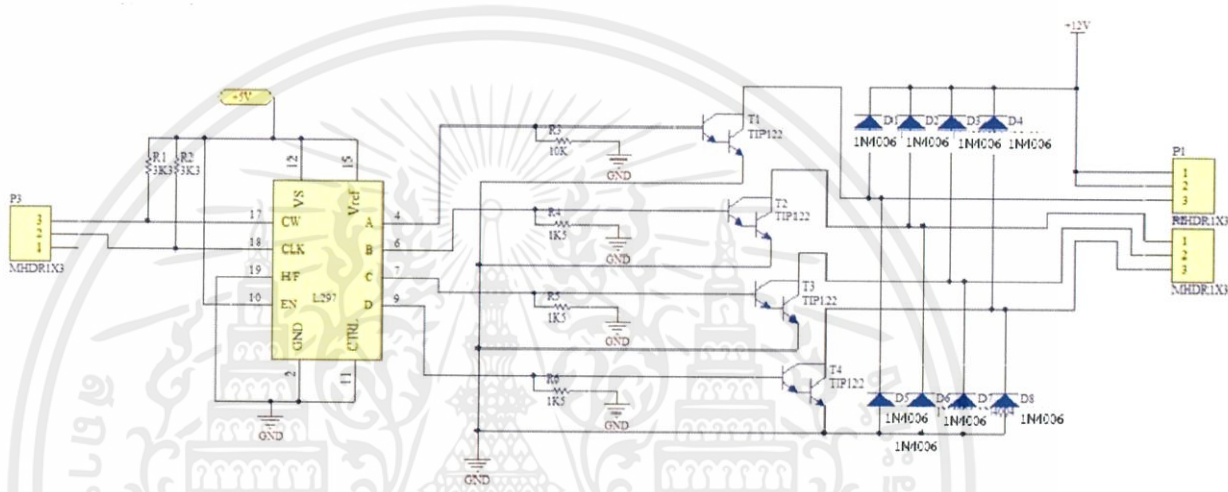 +12V
+5V
R1
3K3
R2
3K3
12
15
VS
Vref
P3
3
2
1
MHDR1X3
17
CW
18
CLK
19
HF
10
EN
L297
GND
2
CTRL
11
A
4
B
6
C
7
D
9
GND
R3
10K
GND
R4
1K5
GND
R5
1K5
GND
R6
1K5
GND
GND
T1
TIP122
T2
TIP122
T3
TIP122
T4
TIP122
D1
D2
D3
D4
1N4006
1N4006
1N4006
1N4006
P1
1
2
3
MHDR1X3
1
2
3
MHDR1X3
D5
D6
D7
D8
1N4006
1N4006
1N4006
1N4006